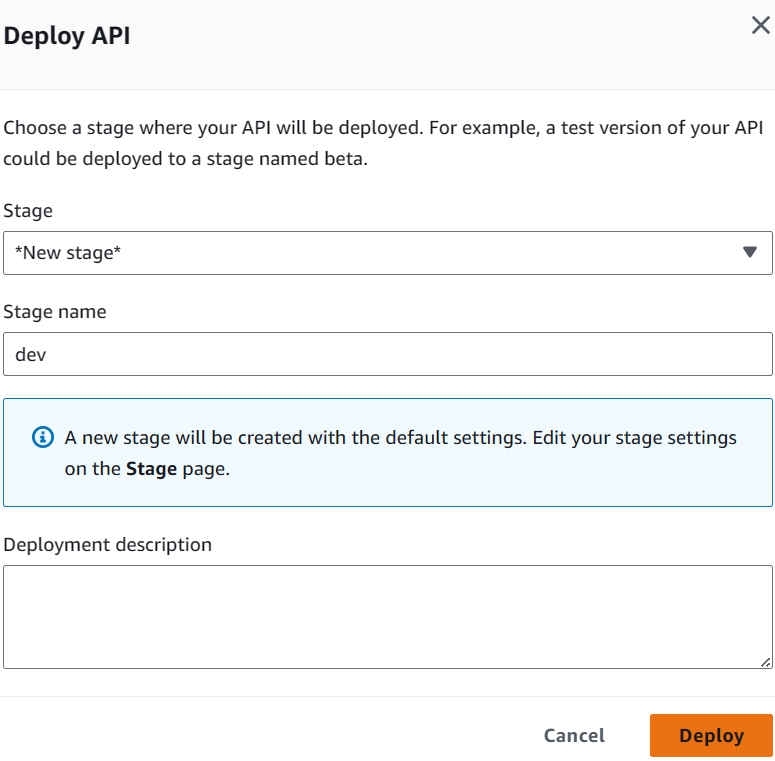 Deploy API
Choose a stage where your API will be deployed. For example, a test version of your API
could be deployed to a stage named beta.
Stage
*New stage*
Stage name
dev
A new stage will be created with the default settings. Edit your stage settings
on the Stage page.
Deployment description
Cancel
Deploy